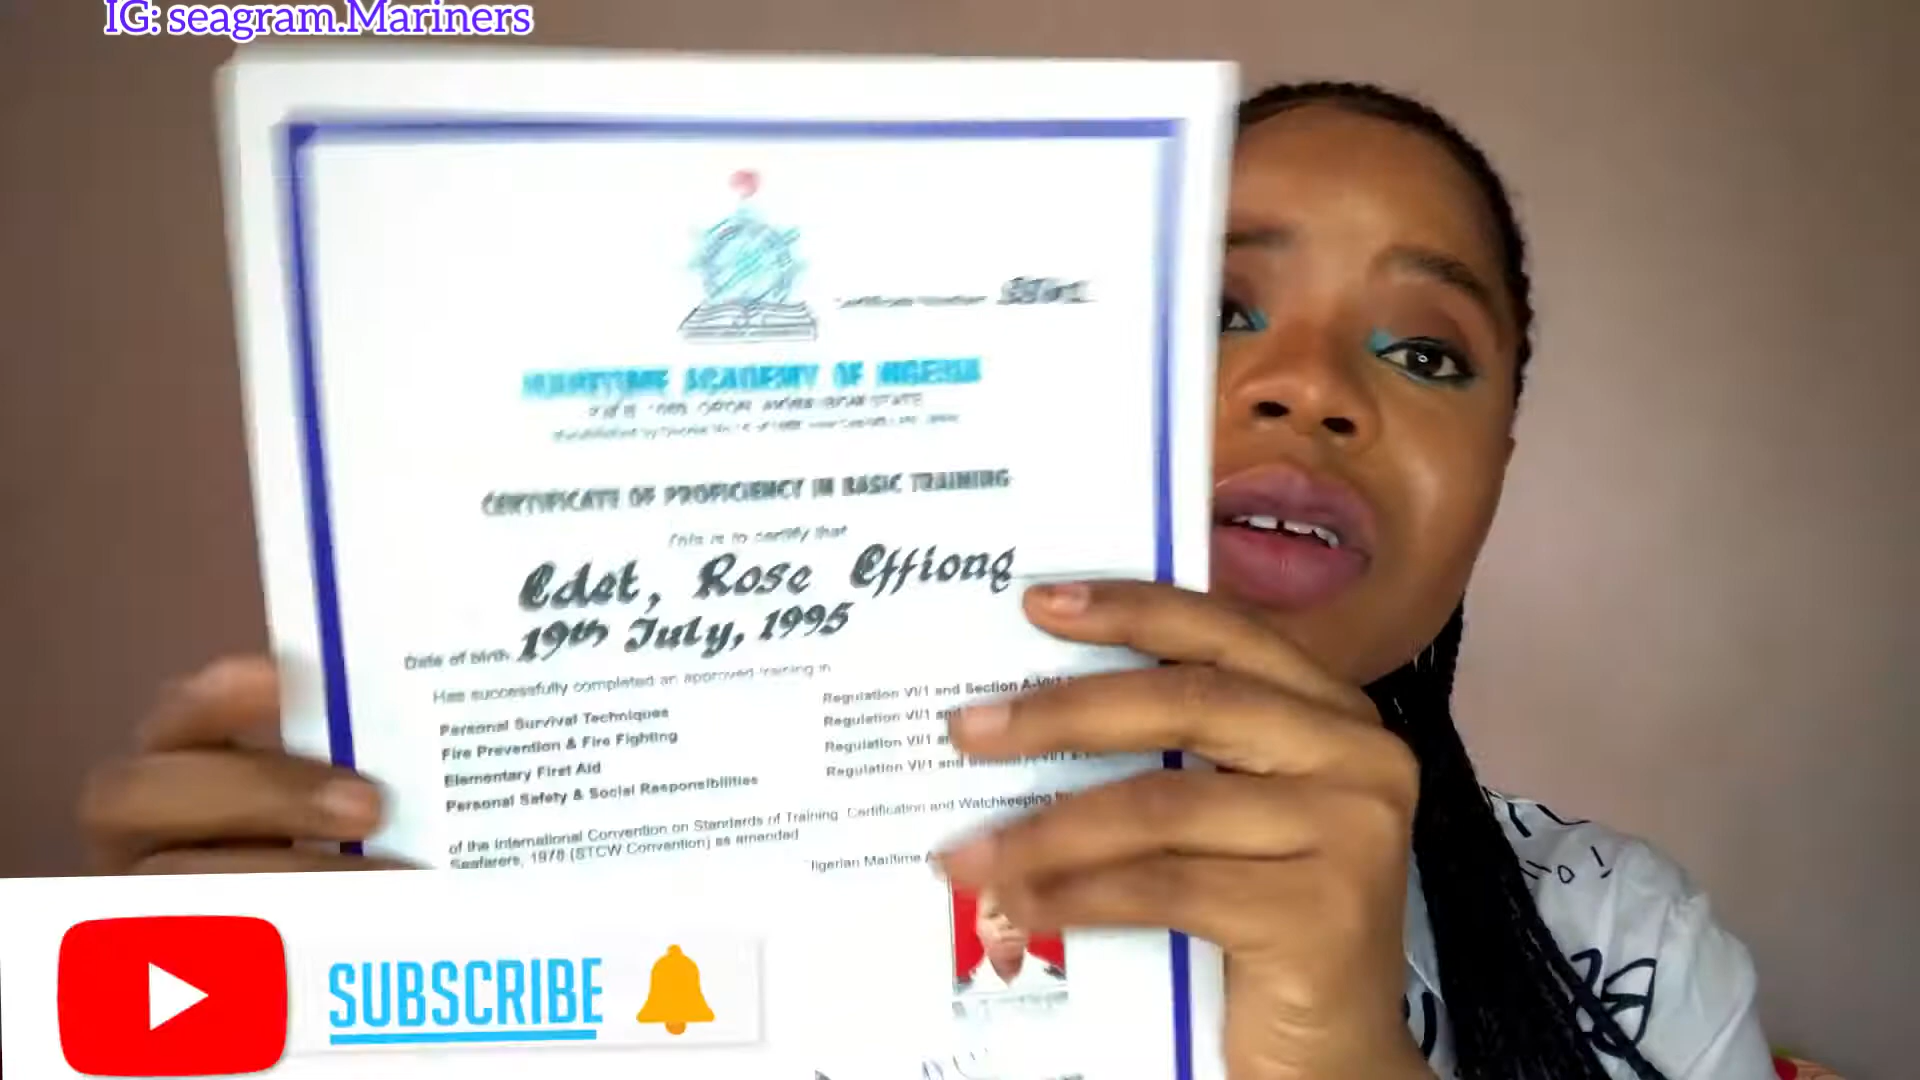 IG: seagram.Mariners
MARITIME ACADEMY OF NIGERIA
CERTIFICATE OF PROFICIENCY IN BASIC TRAINING
This is to certify that
Edet, Rose Effiong
Date of birth 19th July, 1995
Has successfully completed an approved training in
Personal Survival Techniques Regulation VI/1 and Section A-VI/1
Fire Prevention & Fire Fighting Regulation VI/1 and
Elementary First Aid Regulation VI/1
Personal Safety & Social Responsibilities Regulation VI/1 and
of the International Convention on Standards of Training Certification and Watchkeeping for
Seafarers, 1978 (STCW Convention) as amended
Nigerian Maritime
SUBSCRIBE